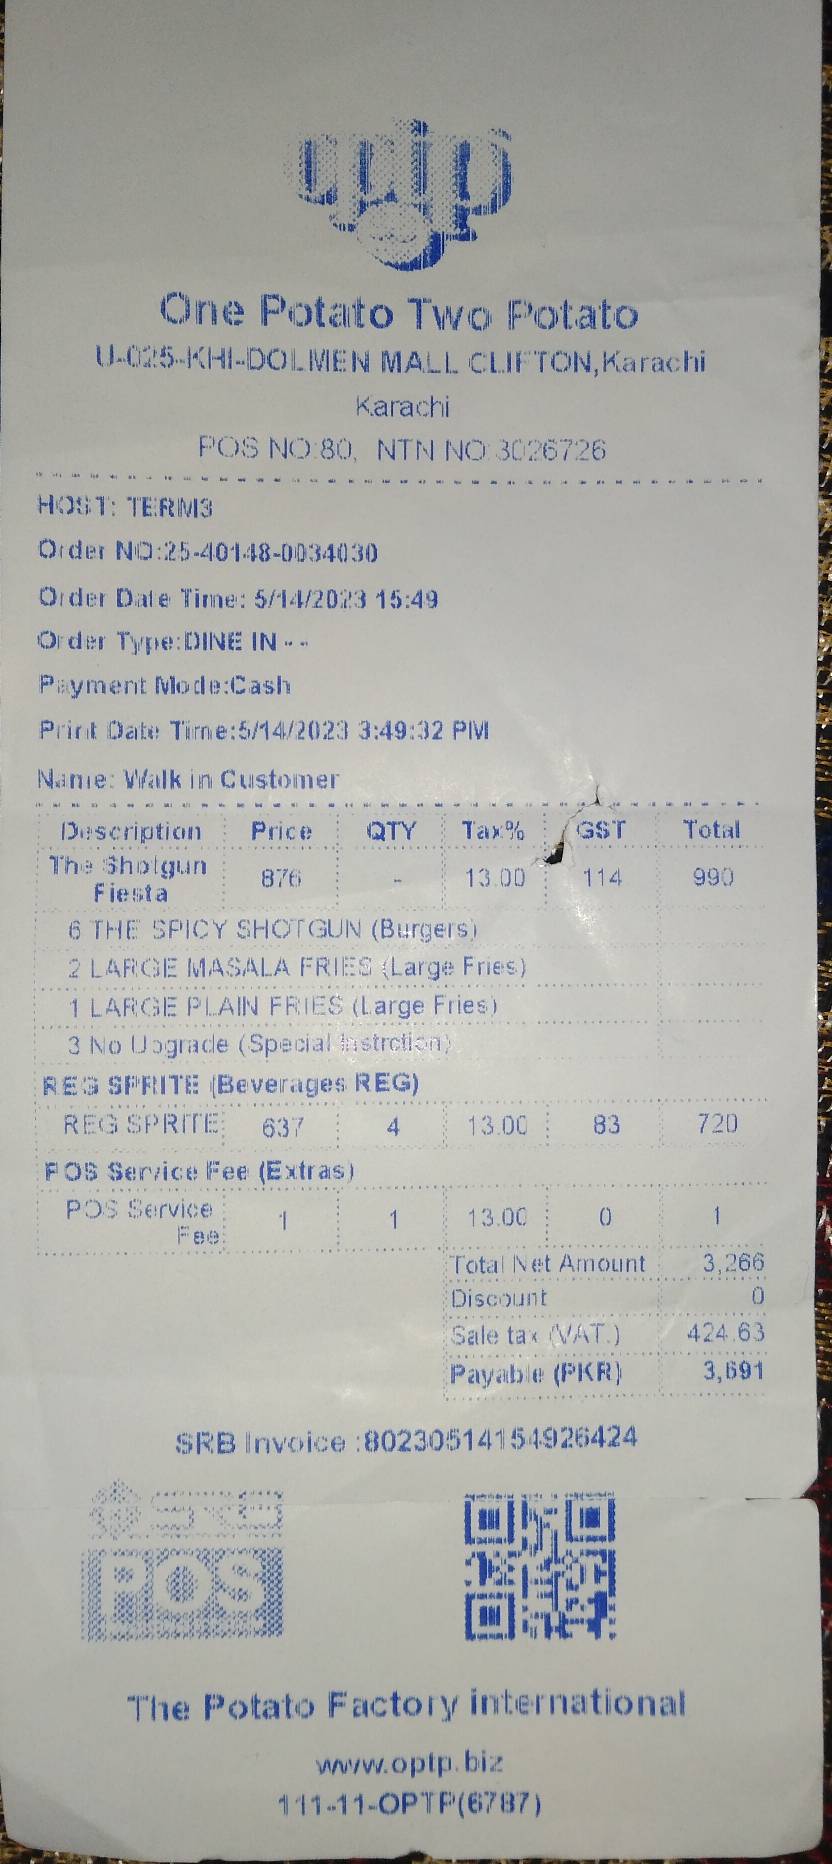 optp
One Potato Two Potato
U-025-KHI-DOLMEN MALL CLIFTON,Karachi
Karachi
POS NO:80, NTN NO:3026726
HOST: TERM3
Order NO:25-40148-0034030
Order Date Time: 5/14/2023 15:49
Order Type:DINE IN - -
Payment Mode:Cash
Print Date Time:5/14/2023 3:49:32 PM
Name: Walk in Customer
Description Price QTY Tax% GST Total
The Shotgun
Fiesta 876 - 13.00 114 990
6 THE SPICY SHOTGUN (Burgers)
2 LARGE MASALA FRIES (Large Fries)
1 LARGE PLAIN FRIES (Large Fries)
3 No Upgrade (Special Instrction)
REG SPRITE (Beverages REG)
REG SPRITE 637 4 13.00 83 720
POS Service Fee (Extras)
POS Service
Fee 1 1 13.00 0 1
Total Net Amount 3,266
Discount 0
Sale tax (VAT.) 424.63
Payable (PKR) 3,691
SRB Invoice :80230514154926424
SRB
POS
The Potato Factory international
www.optp.biz
111-11-OPTP(6787)